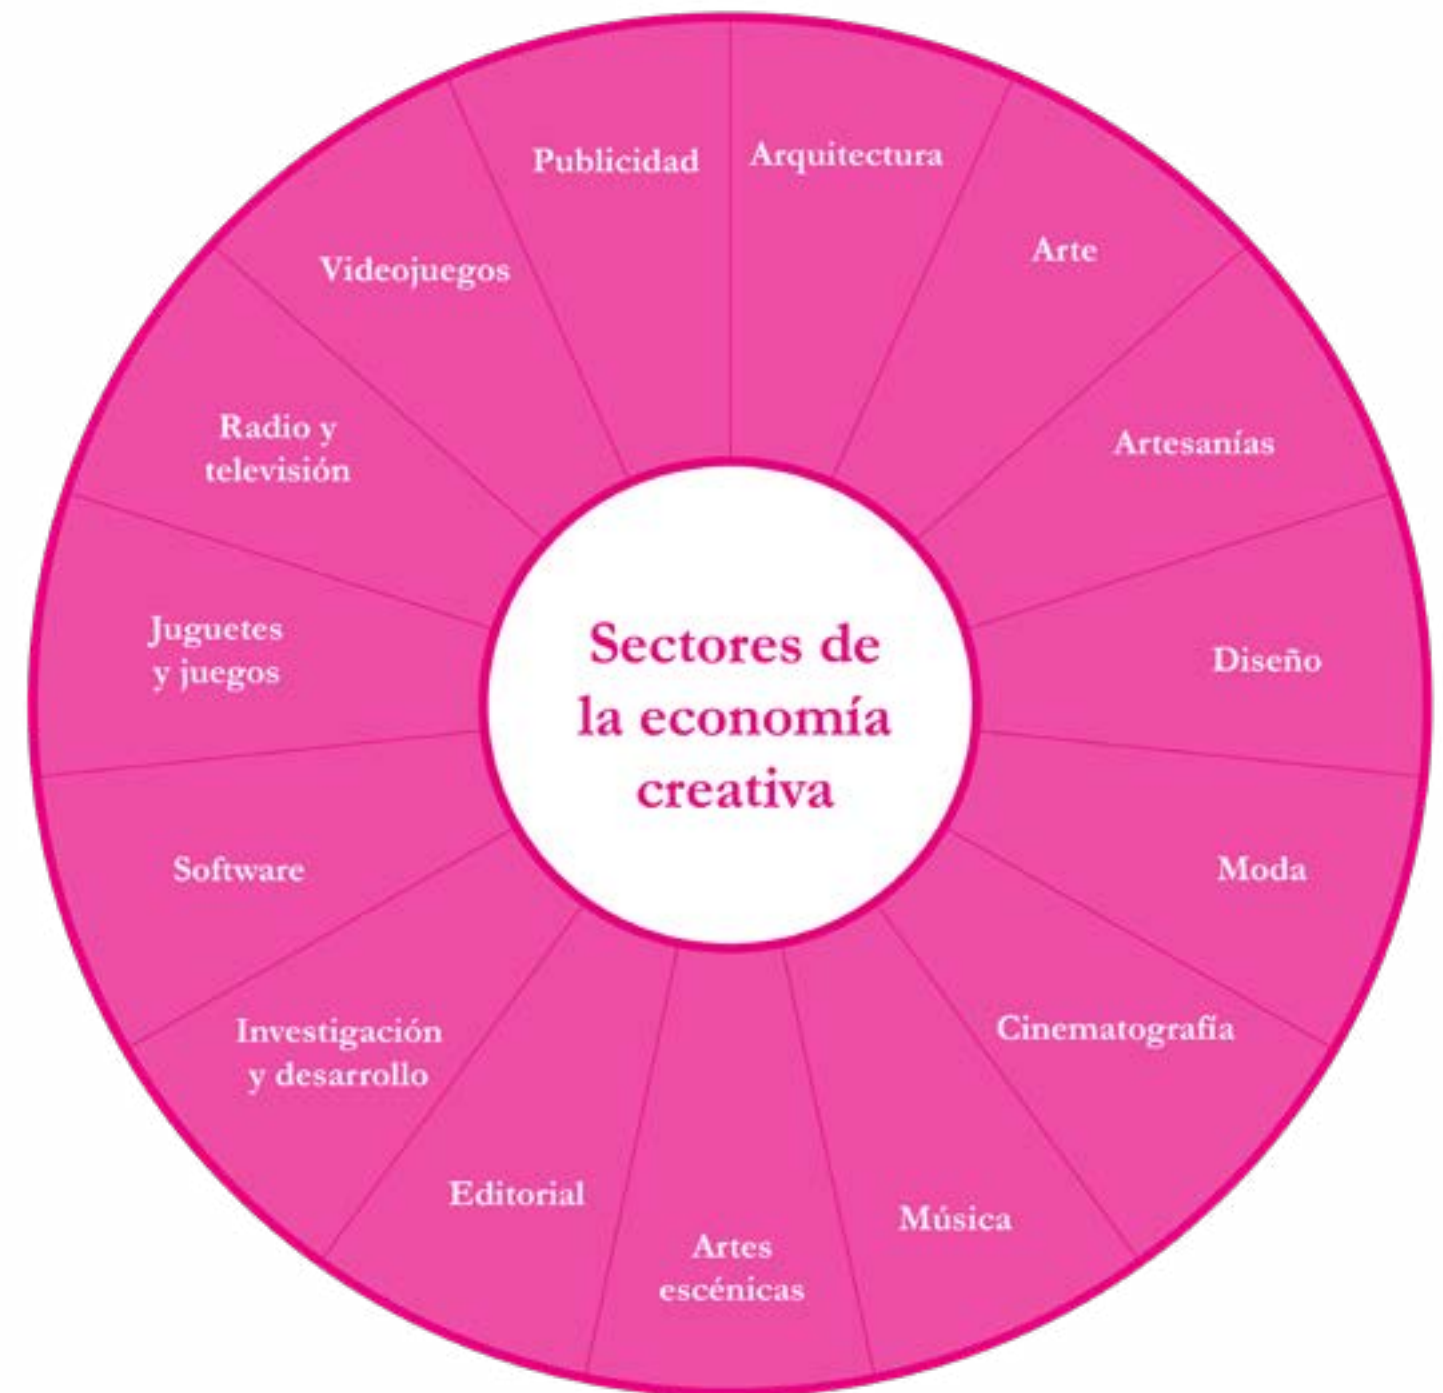 Sectores de
la economía
creativa
Arquitectura
Arte
Artesanías
Diseño
Moda
Cinematografía
Música
Artes
escénicas
Editorial
Investigación
y desarrollo
Software
Juguetes
y juegos
Radio y
televisión
Videojuegos
Publicidad